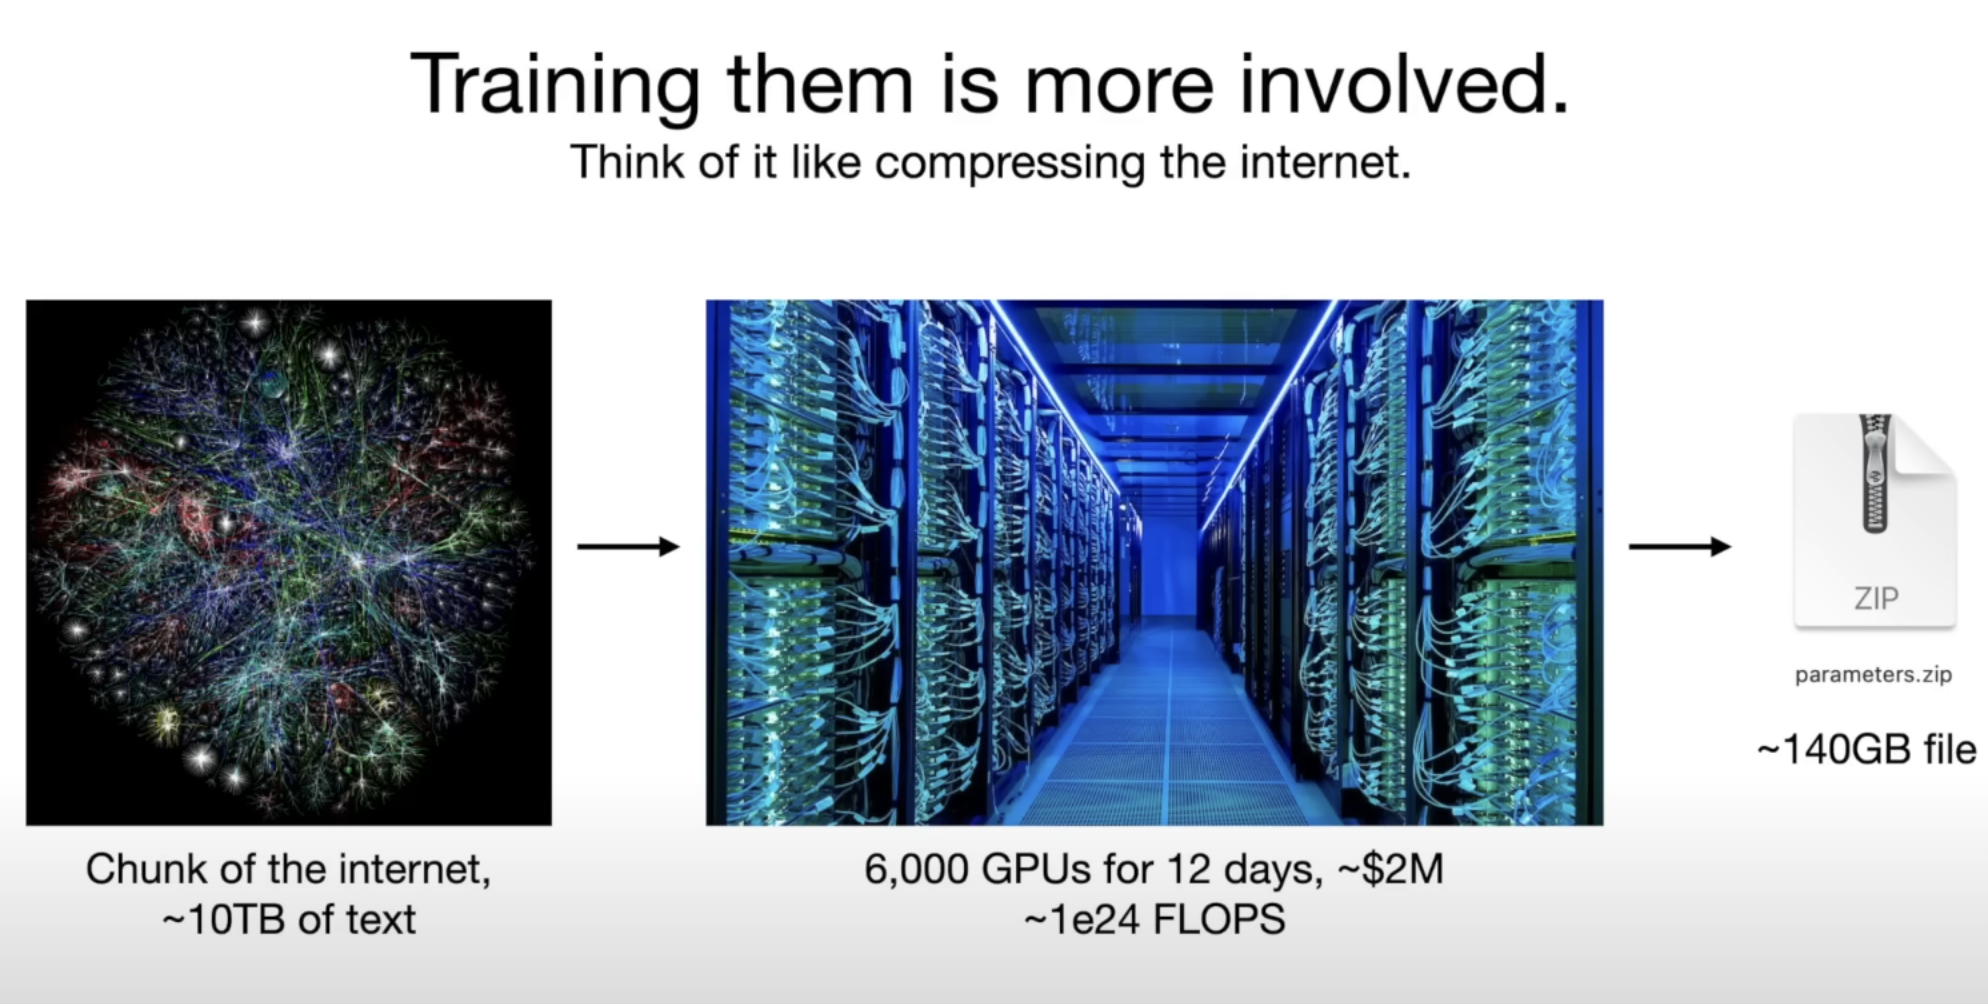 Training them is more involved.
Think of it like compressing the internet.
Chunk of the internet,
~10TB of text
6,000 GPUs for 12 days, ~$2M
~1e24 FLOPS
ZIP
parameters.zip
~140GB file